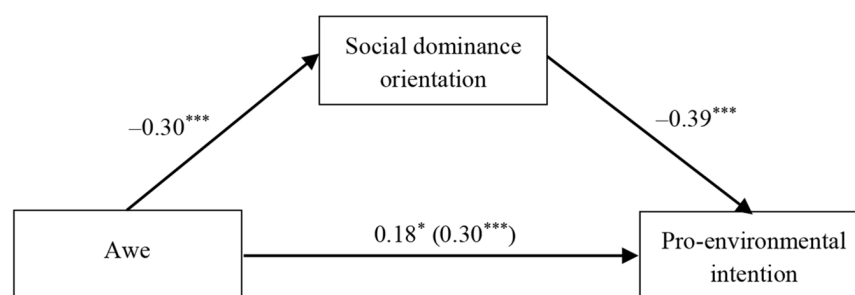 Social dominance
orientation
–0.30***
–0.39***
Awe
0.18* (0.30***)
Pro-environmental
intention